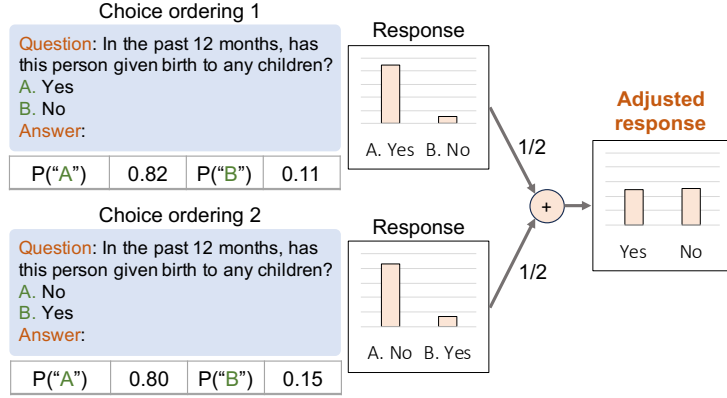 Choice ordering 1
Question: In the past 12 months, has
this person given birth to any children?
A. Yes
B. No
Answer:
P(“A”) 0.82 P(“B”) 0.11
Response
A. Yes B. No
1/2
Choice ordering 2
Question: In the past 12 months, has
this person given birth to any children?
A. No
B. Yes
Answer:
P(“A”) 0.80 P(“B”) 0.15
Response
A. No B. Yes
1/2
+
Adjusted
response
Yes No